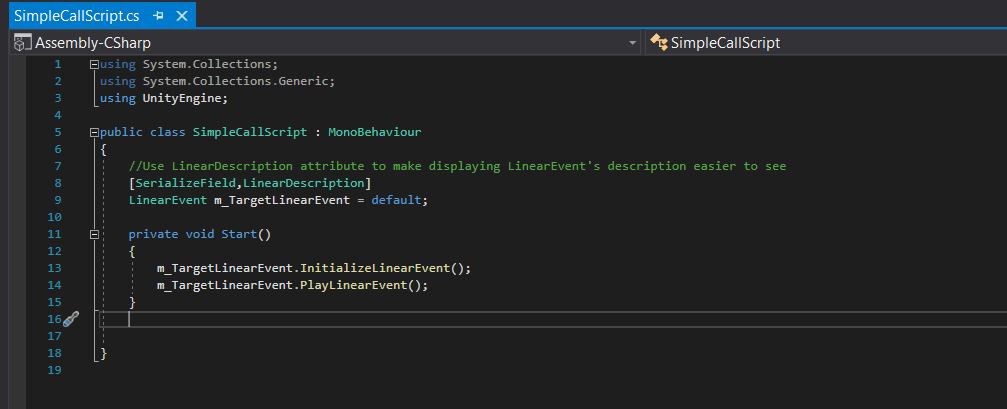 SimpleCallScript.cs
Assembly-CSharp SimpleCallScript
1 using System.Collections;
2 using System.Collections.Generic;
3 using UnityEngine;
4
5 public class SimpleCallScript : MonoBehaviour
6 {
7 //Use LinearDescription attribute to make displaying LinearEvent's description easier to see
8 [SerializeField,LinearDescription]
9 LinearEvent m_TargetLinearEvent = default;
10
11 private void Start()
12 {
13 m_TargetLinearEvent.InitializeLinearEvent();
14 m_TargetLinearEvent.PlayLinearEvent();
15 }
16
17
18 }
19